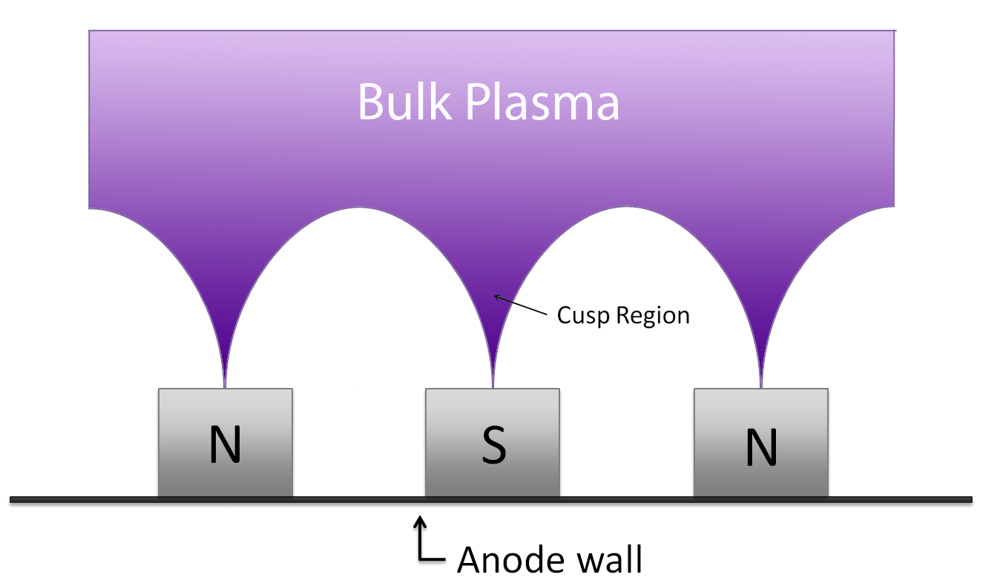 Bulk Plasma
Cusp Region
N
S
N
Anode wall